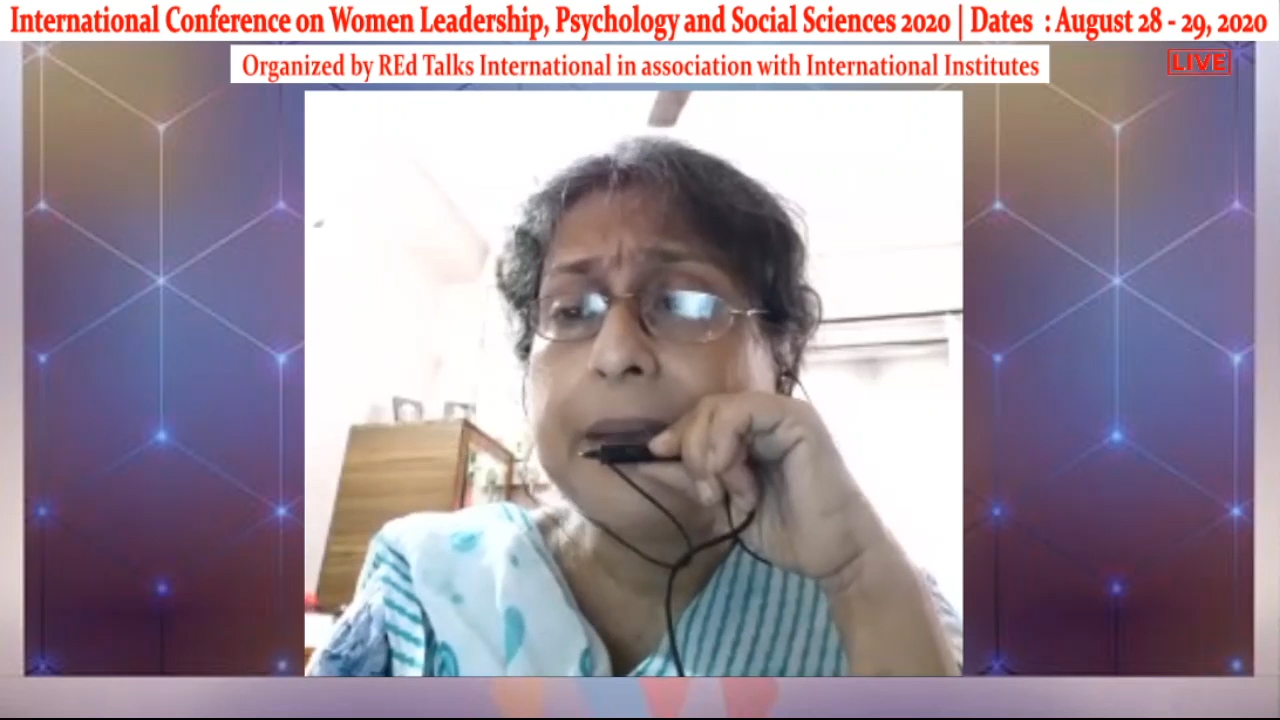 International Conference on Women Leadership, Psychology and Social Sciences 2020 | Dates : August 28 - 29, 2020
Organized by REd Talks International in association with International Institutes
LIVE